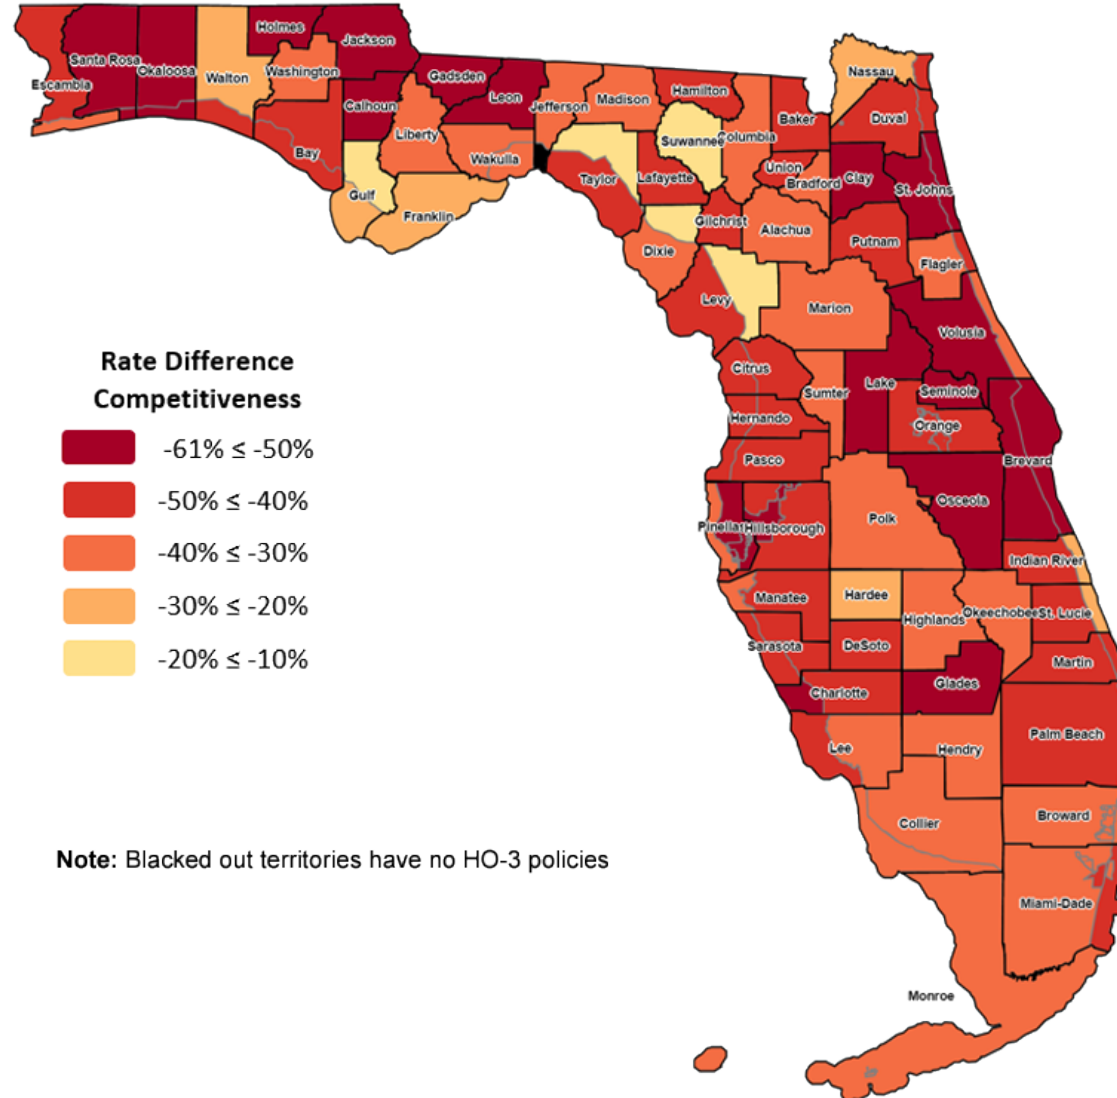 Holmes
Jackson
Santa Rosa
Okaloosa
Walton
Washington
Escambia
Gadsden
Leon
Calhoun
Jefferson
Madison
Hamilton
Nassau
Baker
Duval
Liberty
Suwannee
Columbia
Bay
Wakulla
Taylor
Lafayette
Union
Bradford
Clay
St. Johns
Gulf
Franklin
Gilchrist
Alachua
Putnam
Dixie
Flagler
Levy
Marion
Volusia
Rate Difference
Competitiveness
Citrus
Sumter
Lake
Seminole
Hernando
Orange
-61% ≤ -50%
Pasco
Brevard
-50% ≤ -40%
Osceola
Pinellas
Hillsborough
Polk
-40% ≤ -30%
Indian River
-30% ≤ -20%
Manatee
Hardee
Highlands
Okeechobee
St. Lucie
-20% ≤ -10%
Sarasota
DeSoto
Martin
Charlotte
Glades
Lee
Hendry
Palm Beach
Collier
Broward
Note: Blacked out territories have no HO-3 policies
Miami-Dade
Monroe